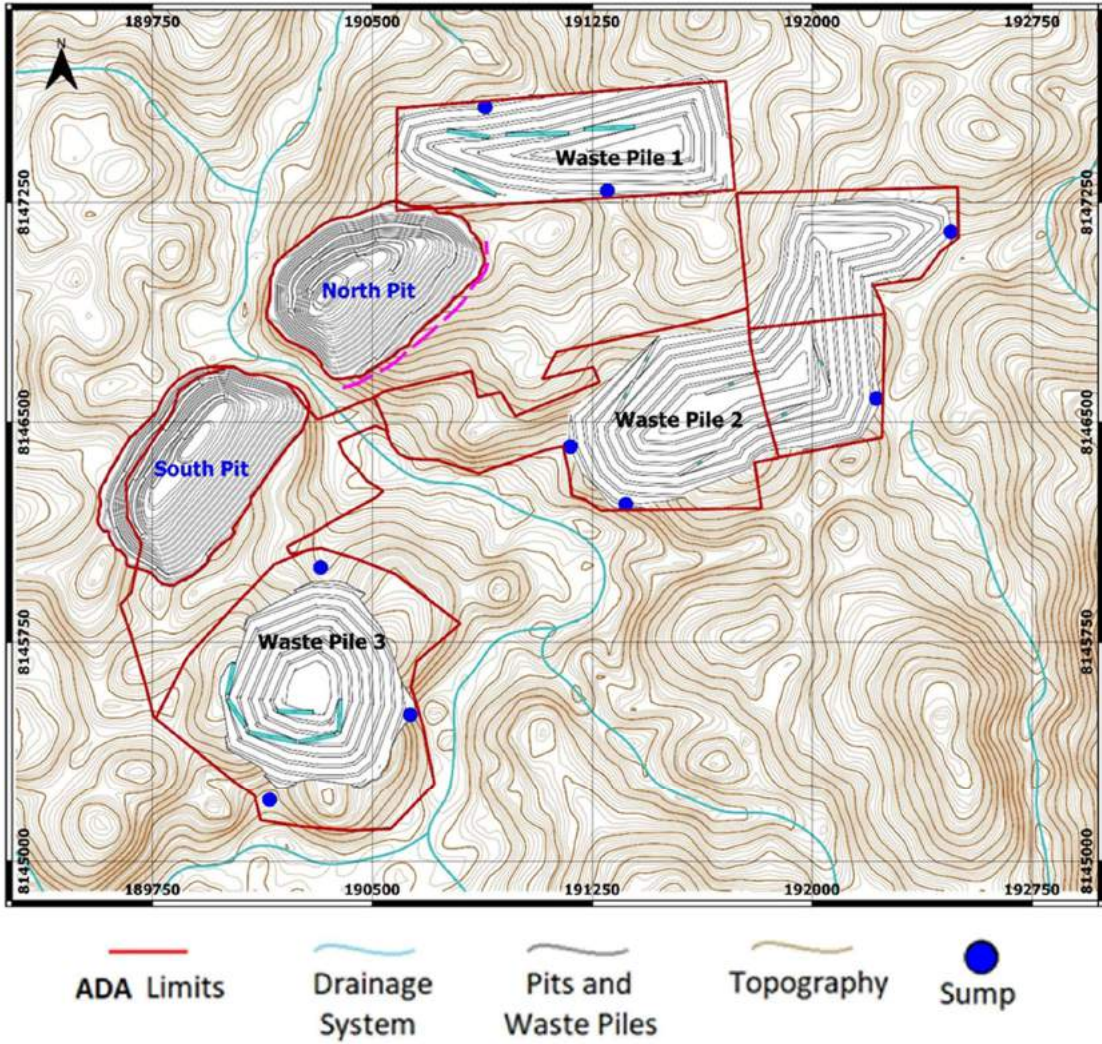 189750 190500 191250 192000 192750
N
Waste Pile 1
8147250 8147250
North Pit
8146500 8146500
Waste Pile 2
South Pit
Waste Pile 3
8145750 8145750
8145000 8145000
189750 190500 191250 192000 192750
ADA Limits
Drainage
System
Pits and
Waste Piles
Topography
Sump